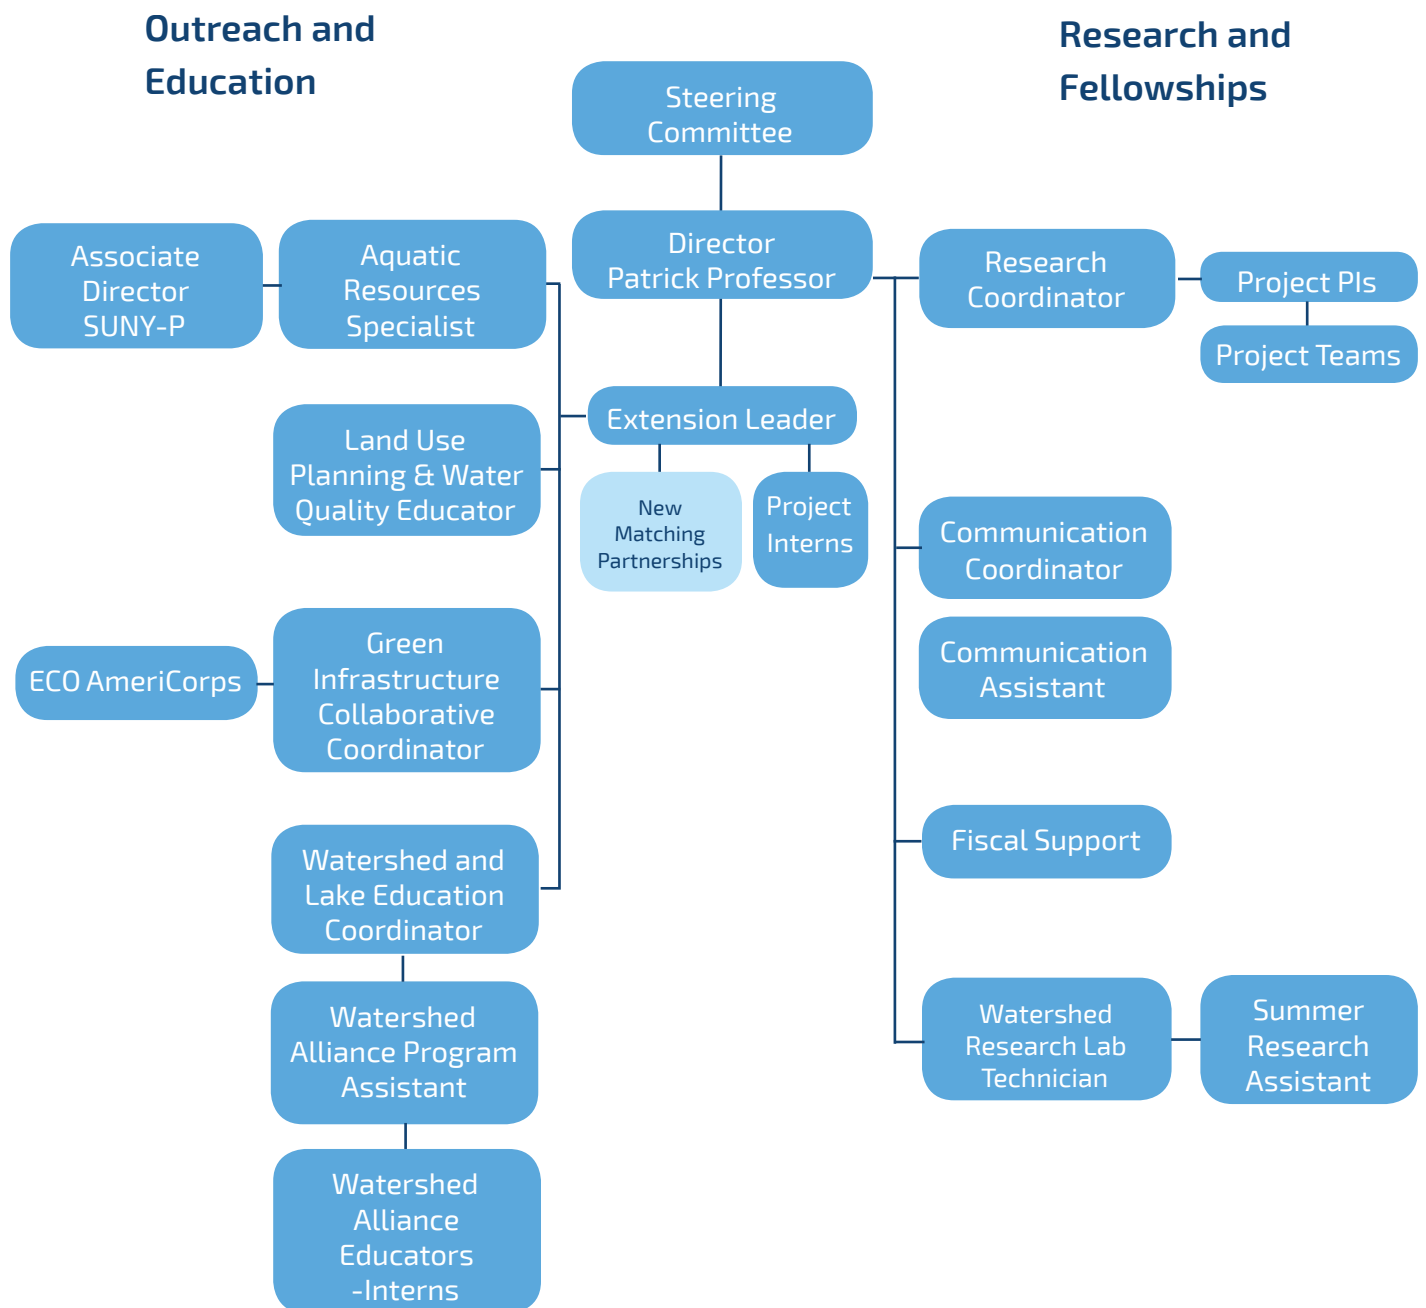 Outreach and
Education
Research and
Fellowships
Steering
Committee
Director
Patrick Professor
Associate
Director
SUNY-P
Aquatic
Resources
Specialist
Research
Coordinator
Project PIs
Project Teams
Extension Leader
New
Matching
Partnerships
Project
Interns
Land Use
Planning & Water
Quality Educator
Communication
Coordinator
Communication
Assistant
ECO AmeriCorps
Green
Infrastructure
Collaborative
Coordinator
Fiscal Support
Watershed and
Lake Education
Coordinator
Watershed
Research Lab
Technician
Summer
Research
Assistant
Watershed
Alliance Program
Assistant
Watershed
Alliance
Educators
-Interns